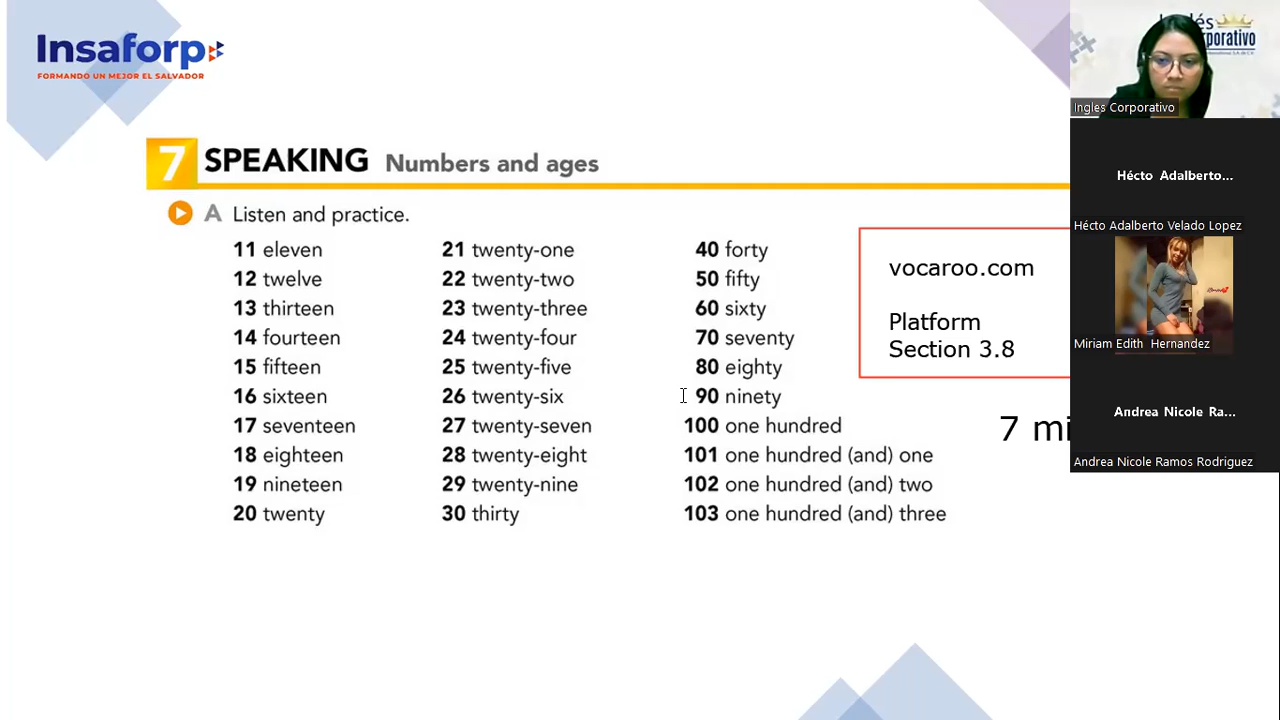 Insaforp
FORMANDO UN MEJOR EL SALVADOR
7 SPEAKING Numbers and ages
A Listen and practice.
11 eleven
12 twelve
13 thirteen
14 fourteen
15 fifteen
16 sixteen
17 seventeen
18 eighteen
19 nineteen
20 twenty
21 twenty-one
22 twenty-two
23 twenty-three
24 twenty-four
25 twenty-five
26 twenty-six
27 twenty-seven
28 twenty-eight
29 twenty-nine
30 thirty
40 forty
50 fifty
60 sixty
70 seventy
80 eighty
90 ninety
100 one hundred
101 one hundred (and) one
102 one hundred (and) two
103 one hundred (and) three
vocaroo.com
Platform
Section 3.8
7 mi
Ingles Corporativo
Hécto Adalberto...
Hécto Adalberto Velado Lopez
Miriam Edith Hernandez
Andrea Nicole Ra...
Andrea Nicole Ramos Rodriguez